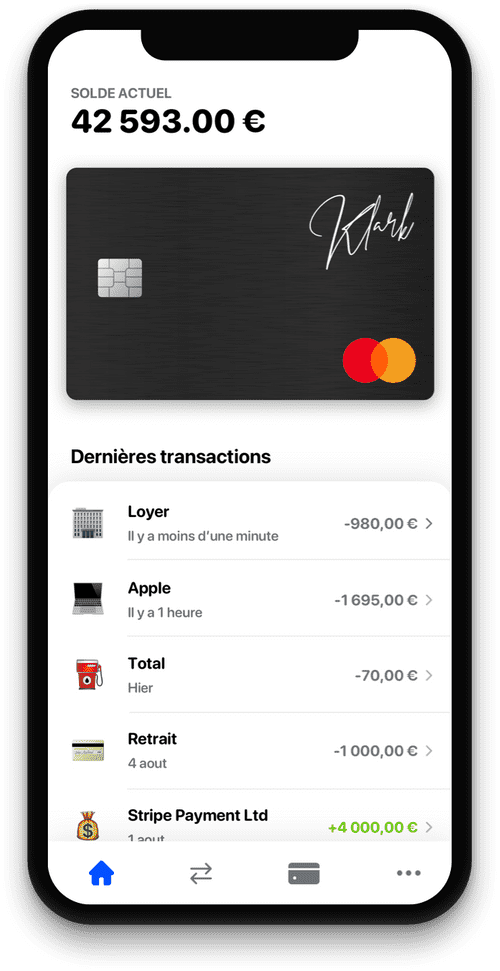 SOLDE ACTUEL
42 593.00 €
Klark
Dernières transactions
Loyer
Il y a moins d'une minute
-980,00 €
Apple
Il y a 1 heure
-1 695,00 €
Total
Hier
-70,00 €
Retrait
4 aout
-1 000,00 €
Stripe Payment Ltd
1 aout
+4 000,00 €